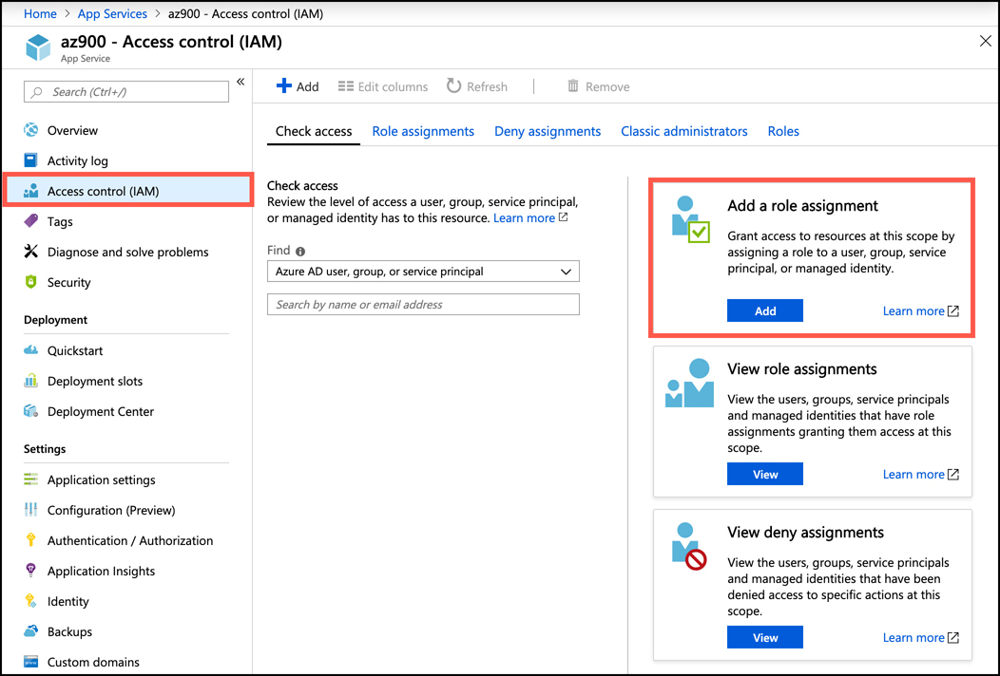 Home > App Services > az900 - Access control (IAM)
az900 - Access control (IAM)
App Service
Search (Ctrl+/)
«
Overview
Activity log
Access control (IAM)
Tags
Diagnose and solve problems
Security
Deployment
Quickstart
Deployment slots
Deployment Center
Settings
Application settings
Configuration (Preview)
Authentication / Authorization
Application Insights
Identity
Backups
Custom domains
Add Edit columns Refresh Remove
Check access Role assignments Deny assignments Classic administrators Roles
Check access
Review the level of access a user, group, service principal,
or managed identity has to this resource. Learn more
Find
Azure AD user, group, or service principal
Search by name or email address
Add a role assignment
Grant access to resources at this scope by
assigning a role to a user, group, service
principal, or managed identity.
Add Learn more
View role assignments
View the users, groups, service principals
and managed identities that have role
assignments granting them access at this
scope.
View Learn more
View deny assignments
View the users, groups, service principals
and managed identities that have been
denied access to specific actions at this
scope.
View Learn more